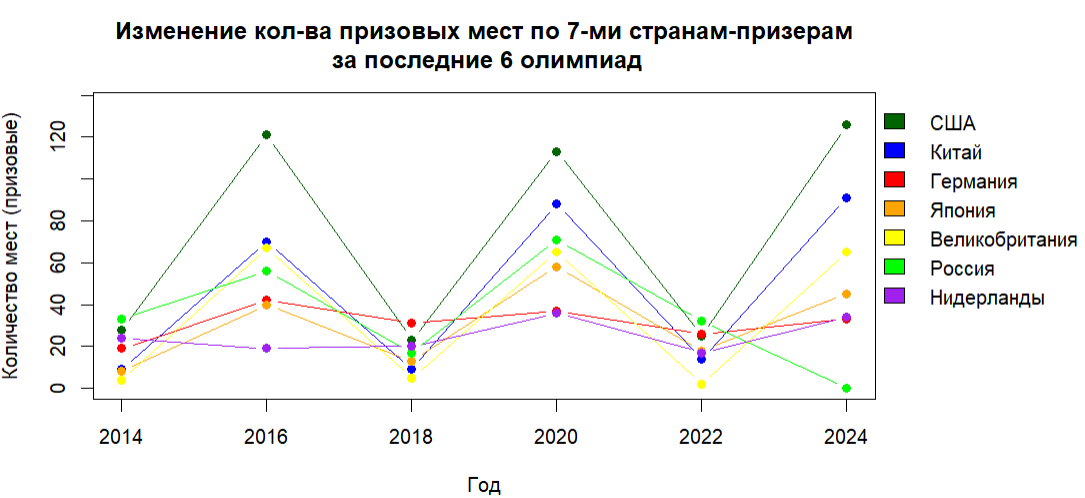 Изменение кол-ва призовых мест по 7-ми странам-призерам
за последние 6 олимпиад
Количество мест (призовые)
120
80
60
40
20
0
2014 2016 2018 2020 2022 2024
Год
США
Китай
Германия
Япония
Великобритания
Россия
Нидерланды